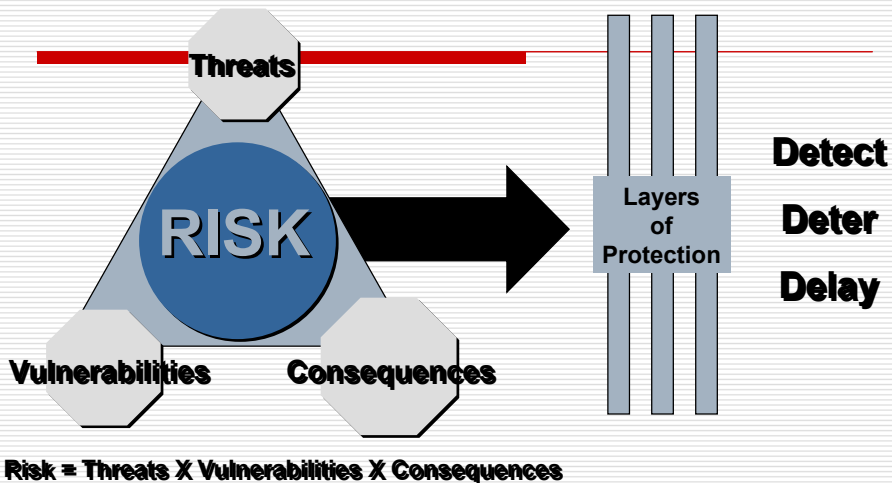 Threats
RISK
Vulnerabilities
Consequences
Layers
of
Protection
Detect
Deter
Delay
Risk = Threats X Vulnerabilities X Consequences